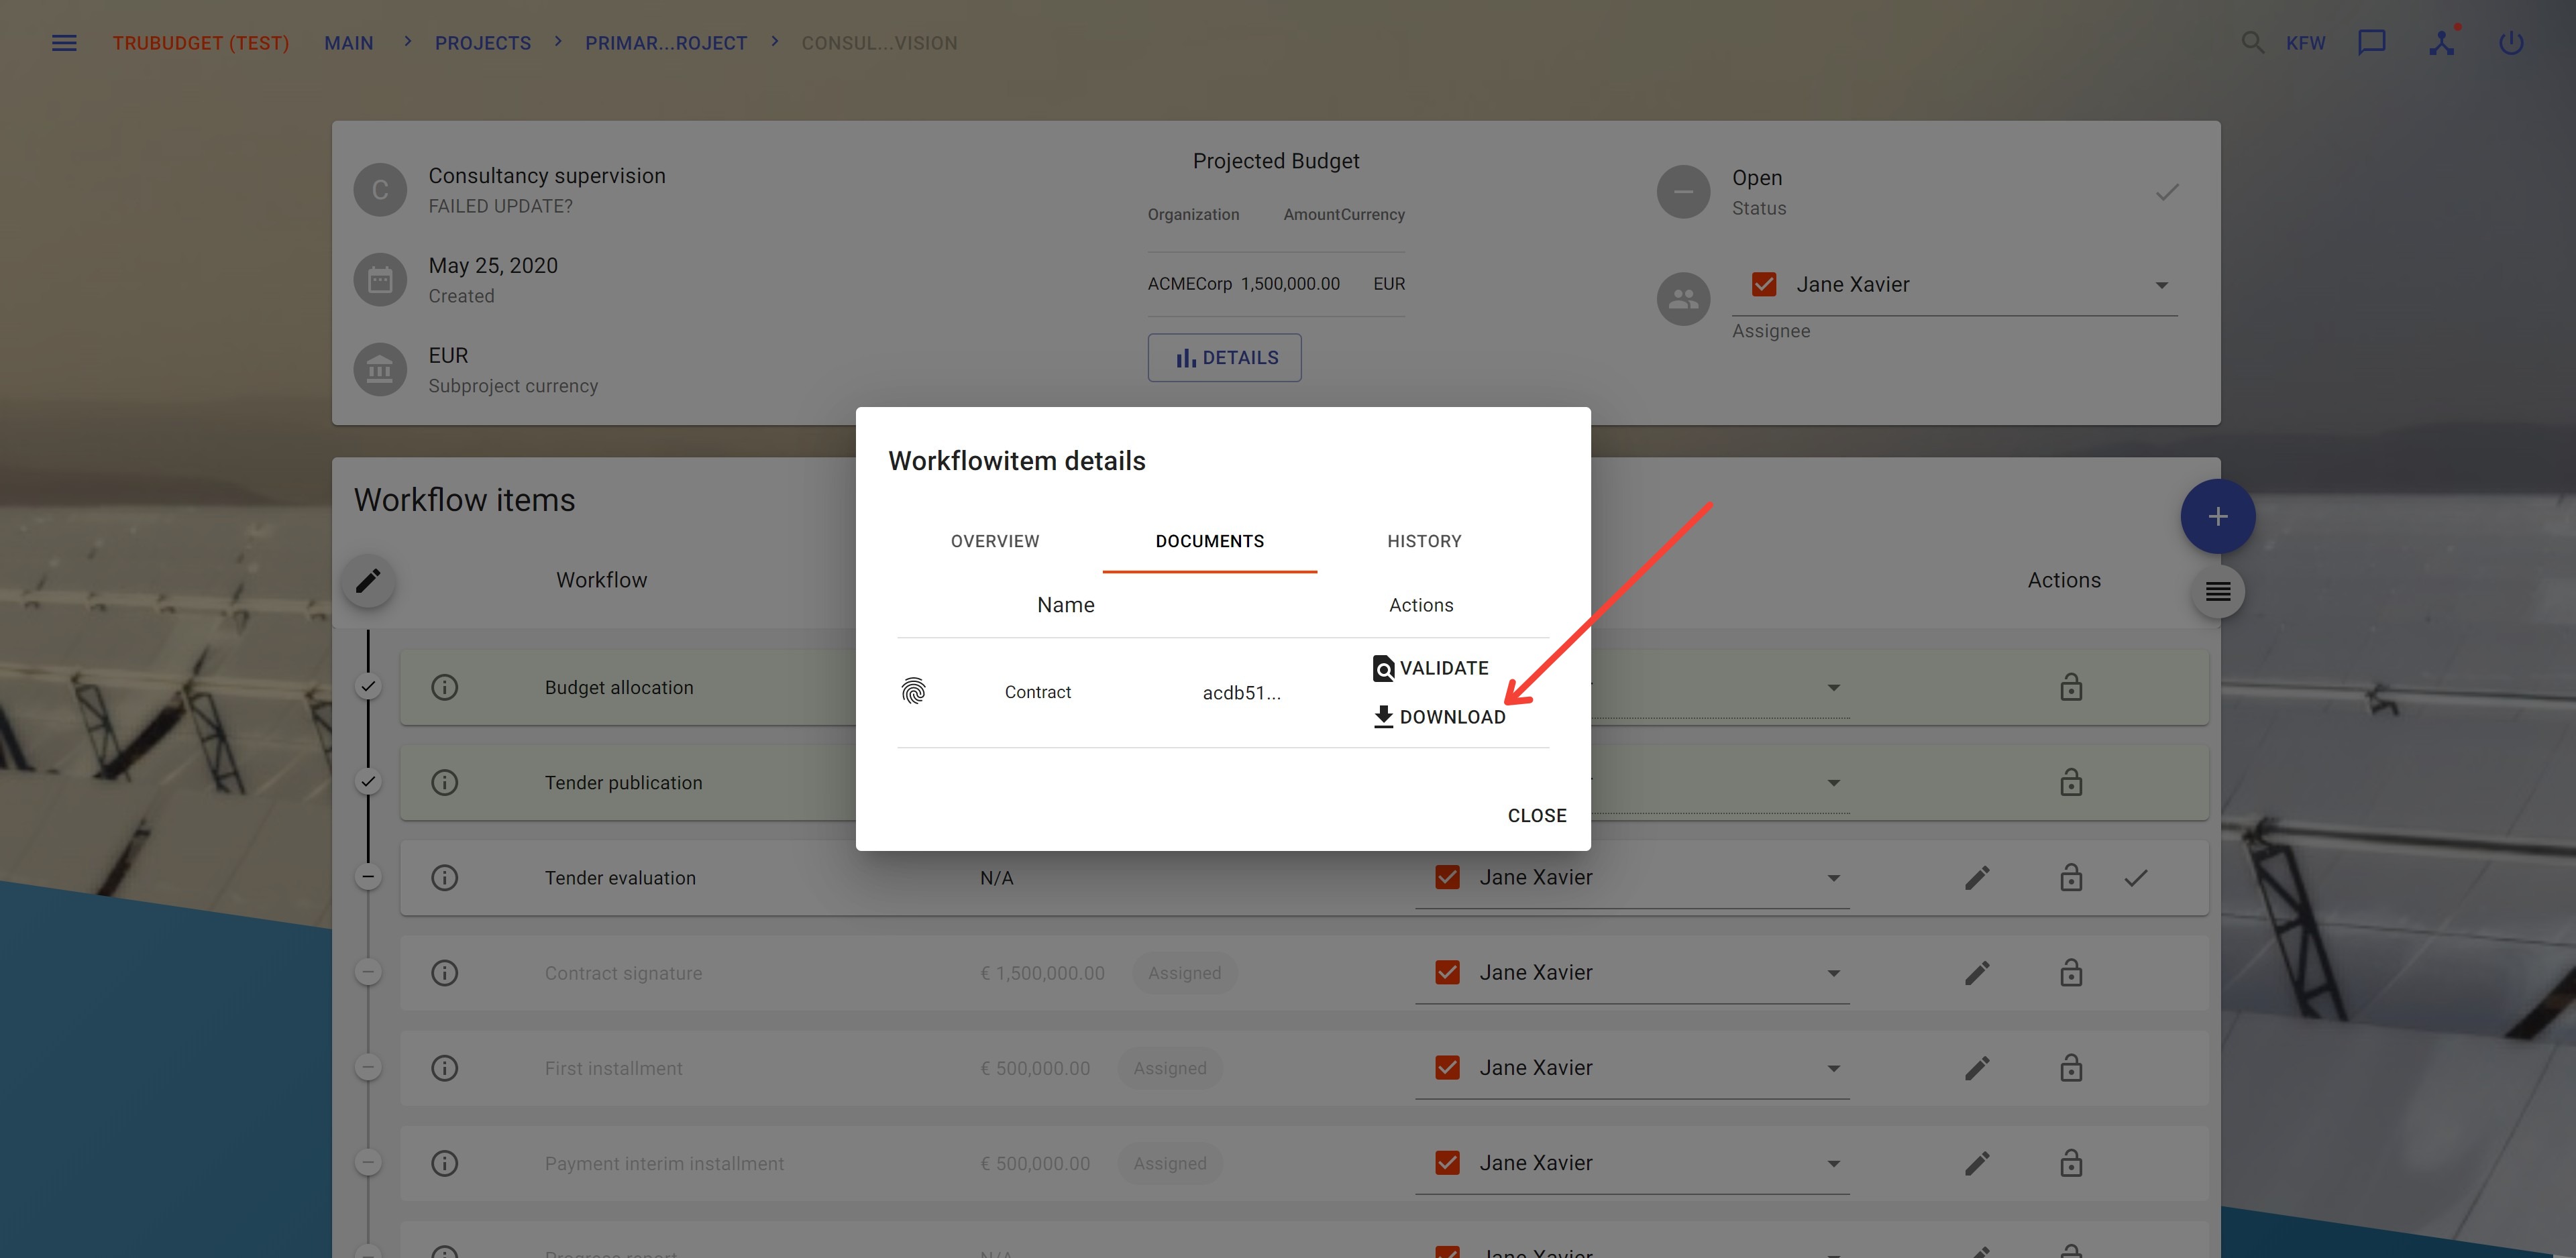 TRUBUDGET (TEST) MAIN > PROJECTS > PRIMAR...ROJECT > CONSUL...VISION KFW
C Consultancy supervision
FAILED UPDATE?
May 25, 2020
Created
EUR
Subproject currency
Projected Budget
Organization Amount Currency
ACMECorp 1,500,000.00 EUR
DETAILS
Open
Status
Jane Xavier
Assignee
Workflow items
Workflow Actions
Workflowitem details
OVERVIEW DOCUMENTS HISTORY
Name Actions
Contract acdb51... VALIDATE
DOWNLOAD
CLOSE
Budget allocation
Tender publication
Tender evaluation N/A Jane Xavier
Contract signature € 1,500,000.00 Assigned Jane Xavier
First installment € 500,000.00 Assigned Jane Xavier
Payment interim installment € 500,000.00 Assigned Jane Xavier
Progress report N/A Jane Xavier